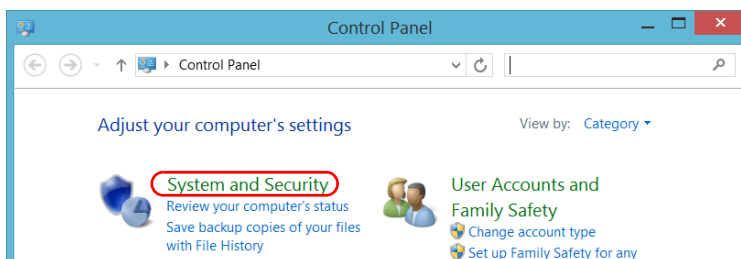 Control Panel
Control Panel
Adjust your computer's settings
View by: Category
System and Security
Review your computer's status
Save backup copies of your files
with File History
User Accounts and
Family Safety
Change account type
Set up Family Safety for any